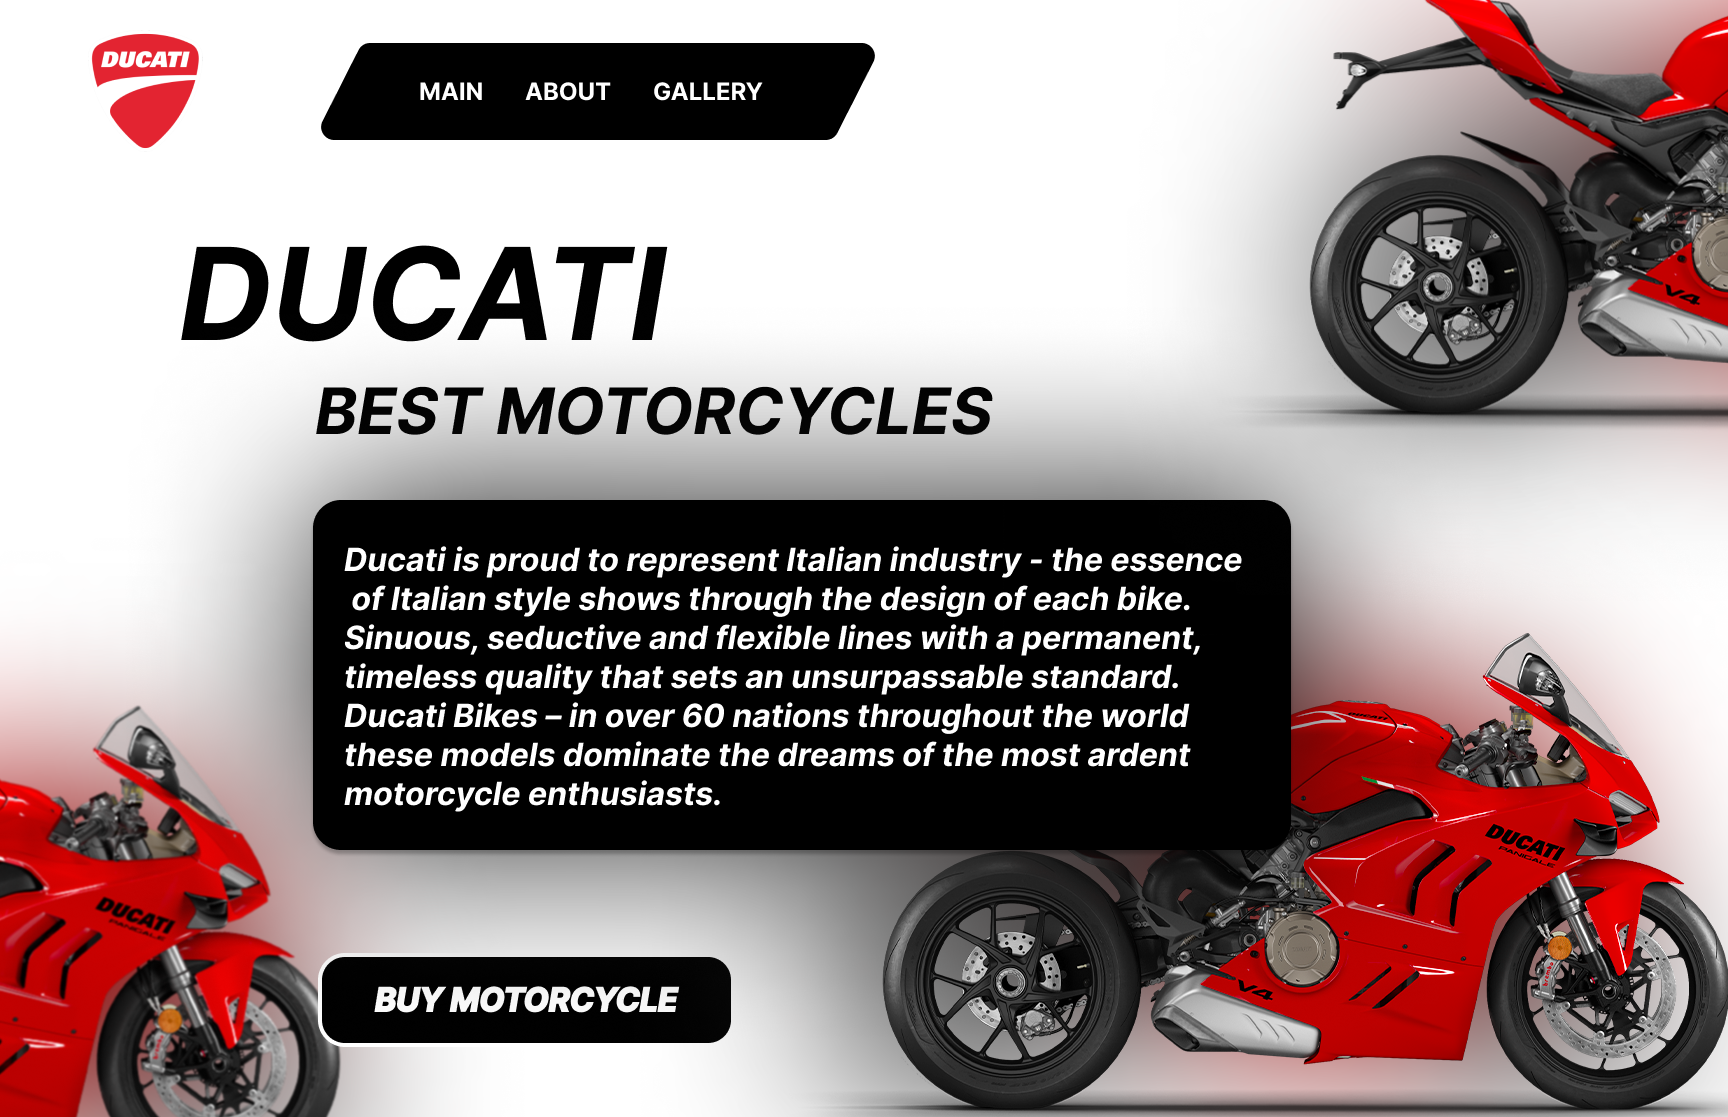 DUCATI
MAIN ABOUT GALLERY
DUCATI
BEST MOTORCYCLES
Ducati is proud to represent Italian industry - the essence
of Italian style shows through the design of each bike.
Sinuous, seductive and flexible lines with a permanent,
timeless quality that sets an unsurpassable standard.
Ducati Bikes – in over 60 nations throughout the world
these models dominate the dreams of the most ardent
motorcycle enthusiasts.
BUY MOTORCYCLE
V4
DUCATI
PANIGALE
V4
DUCATI
PANIGALE